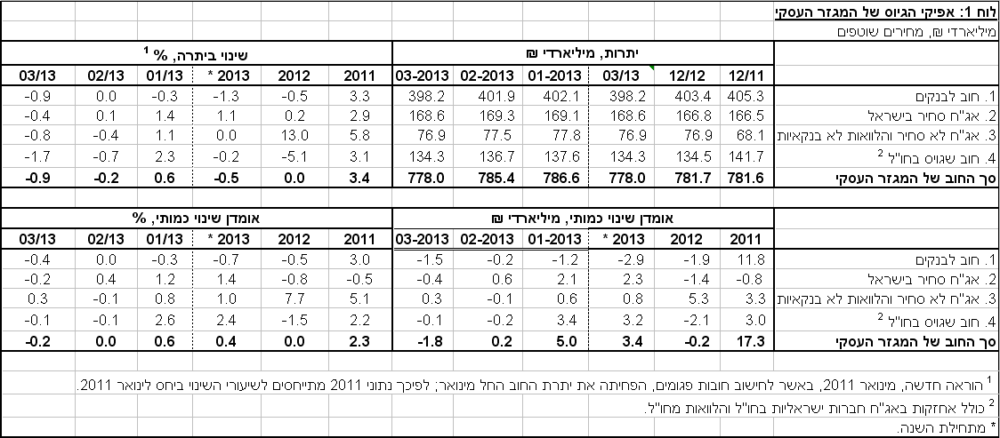 לוח 1: אפיקי הגיוס של המגזר העסקי
מיליארדי ₪, מחירים שוטפים
יתרות, מיליארדי ₪ שינוי ביתרה, % 1
12/11 12/12 03/13 01-2013 02-2013 03-2013 2011 2012 2013 * 01/13 02/13 03/13
1. חוב לבנקים 405.3 403.4 398.2 402.1 401.9 398.2 3.3 -0.5 -1.3 -0.3 0.0 -0.9
2. אג"ח סחיר בישראל 166.5 166.8 168.6 169.1 169.3 168.6 2.9 0.2 1.1 1.4 0.1 -0.4
3. אג"ח לא סחיר והלוואות לא בנקאיות 68.1 76.9 76.9 77.8 77.5 76.9 5.8 13.0 0.0 1.1 -0.4 -0.8
4. חוב שגויס בחו"ל 2 141.7 134.5 134.3 137.6 136.7 134.3 3.1 -5.1 -0.2 2.3 -0.7 -1.7
סך החוב של המגזר העסקי 781.6 781.7 778.0 786.6 785.4 778.0 3.4 0.0 -0.5 0.6 -0.2 -0.9
אומדן שינוי כמותי, מיליארדי ₪ אומדן שינוי כמותי, %
2011 2012 2013 * 01-2013 02-2013 03-2013 2011 2012 2013 * 01/13 02/13 03/13
1. חוב לבנקים 11.8 -1.9 -2.9 -1.2 -0.2 -1.5 3.0 -0.5 -0.7 -0.3 0.0 -0.4
2. אג"ח סחיר בישראל -0.8 -1.4 2.3 2.1 0.6 -0.4 -0.5 -0.8 1.4 1.2 0.4 -0.2
3. אג"ח לא סחיר והלוואות לא בנקאיות 3.3 5.3 0.8 0.6 -0.1 0.3 5.1 7.7 1.0 0.8 -0.1 0.3
4. חוב שגויס בחו"ל 2 3.0 -2.1 3.2 3.4 -0.2 -0.1 2.2 -1.5 2.4 2.6 -0.1 -0.1
סך החוב של המגזר העסקי 17.3 -0.2 3.4 5.0 0.2 -1.8 2.3 0.0 0.4 0.6 0.0 -0.2
1 הוראה חדשה, מינואר 2011, באשר לחישוב חובות פגומים, הפחיתה את יתרת החוב החל מינואר; לפיכך נתוני 2011 מתייחסים לשיעורי השינוי ביחס לינואר 2011.
2 כולל אחזקות באג"ח חברות ישראליות בחו"ל והלוואות מחו"ל.
* מתחילת השנה.